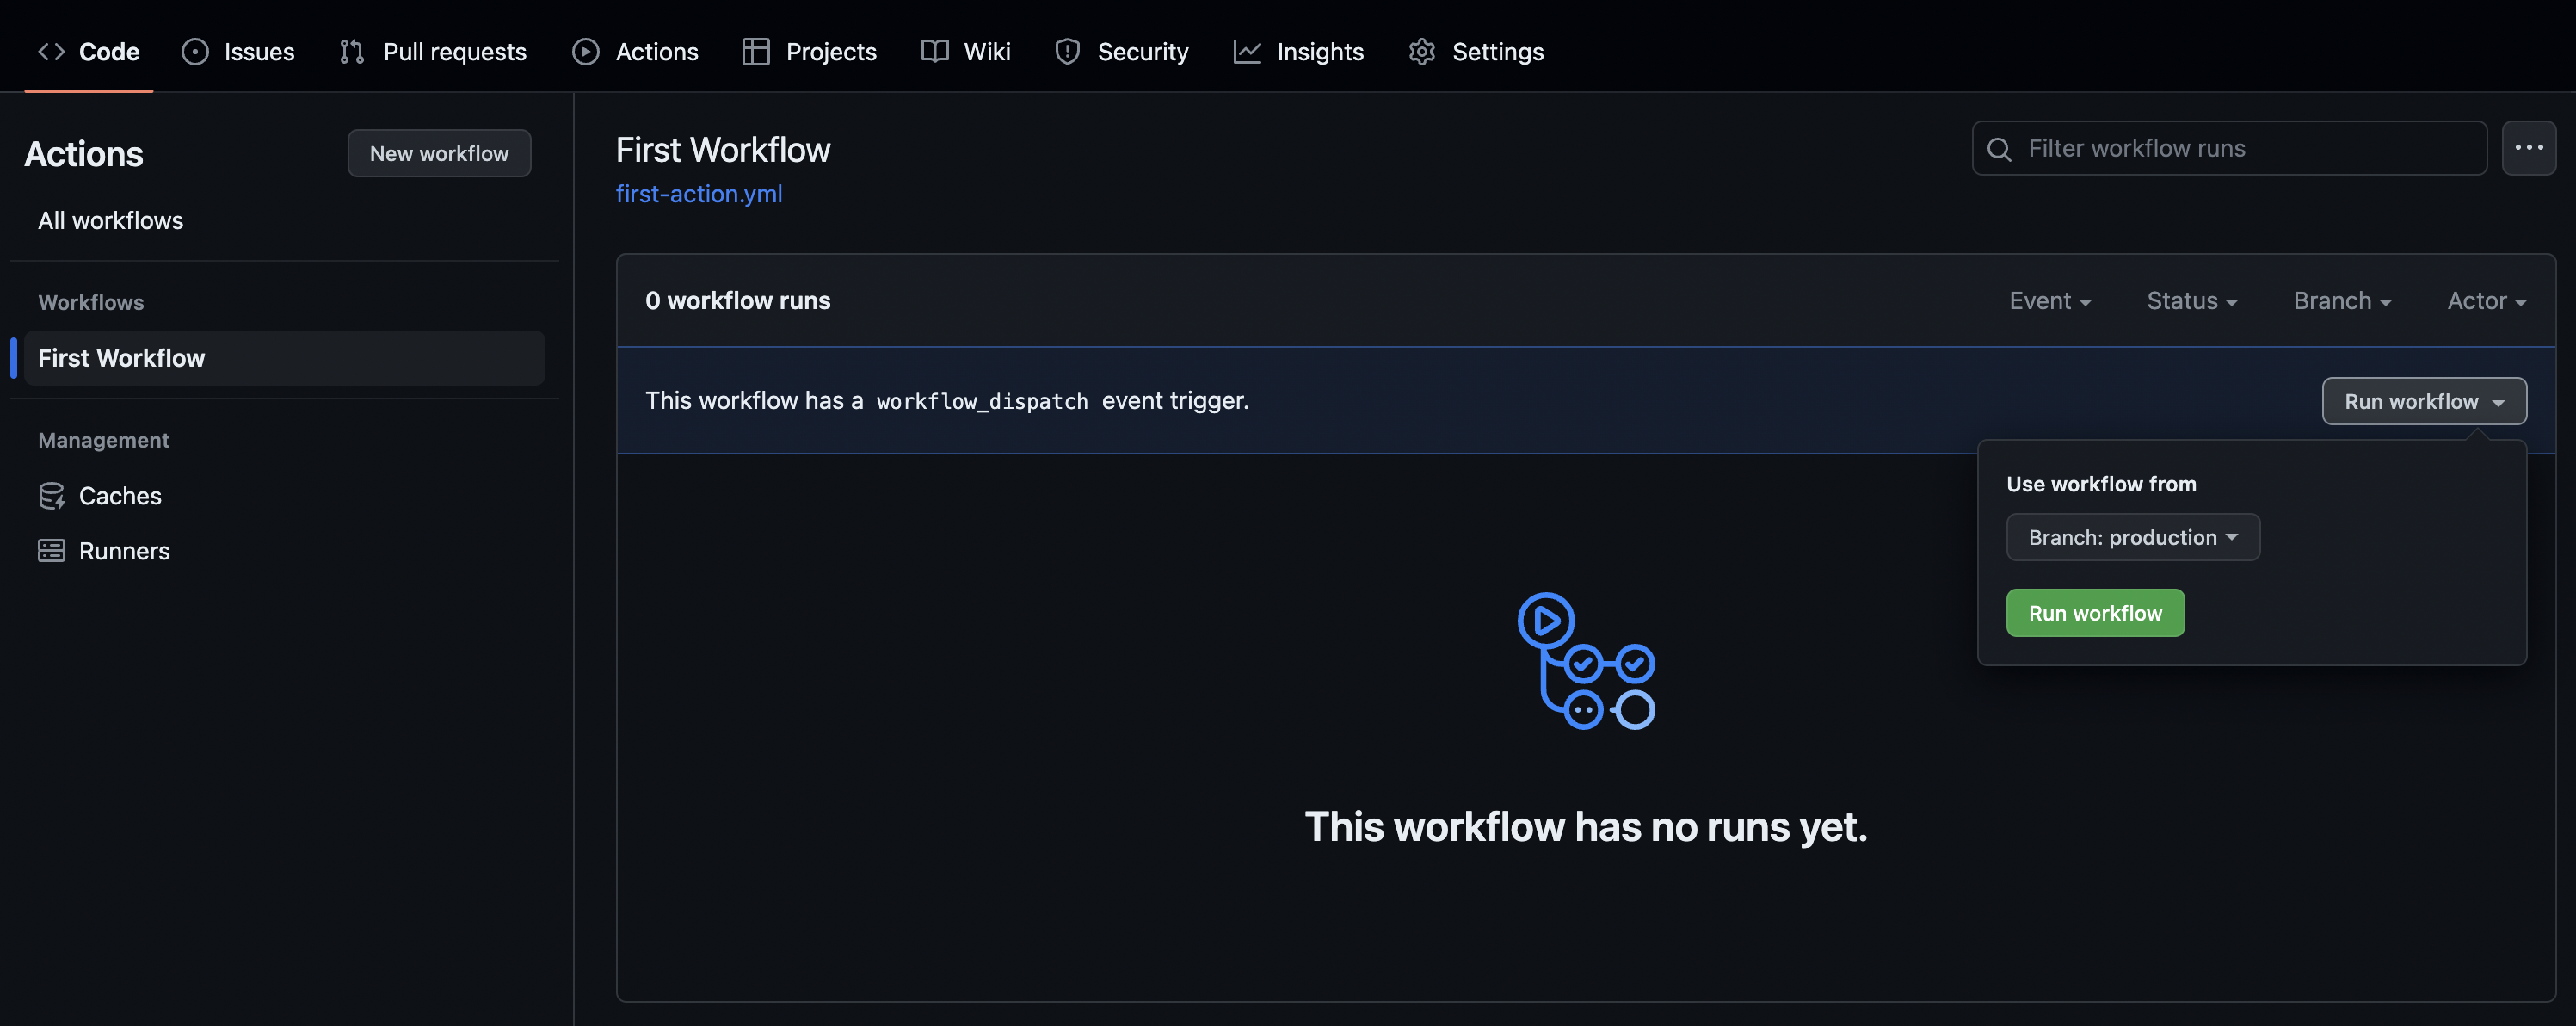 Code Issues Pull requests Actions Projects Wiki Security Insights Settings
Actions
New workflow
All workflows
Workflows
First Workflow
Management
Caches
Runners
First Workflow
first-action.yml
Filter workflow runs
0 workflow runs
Event Status Branch Actor
This workflow has a workflow_dispatch event trigger.
Run workflow
Use workflow from
Branch: production
Run workflow
This workflow has no runs yet.